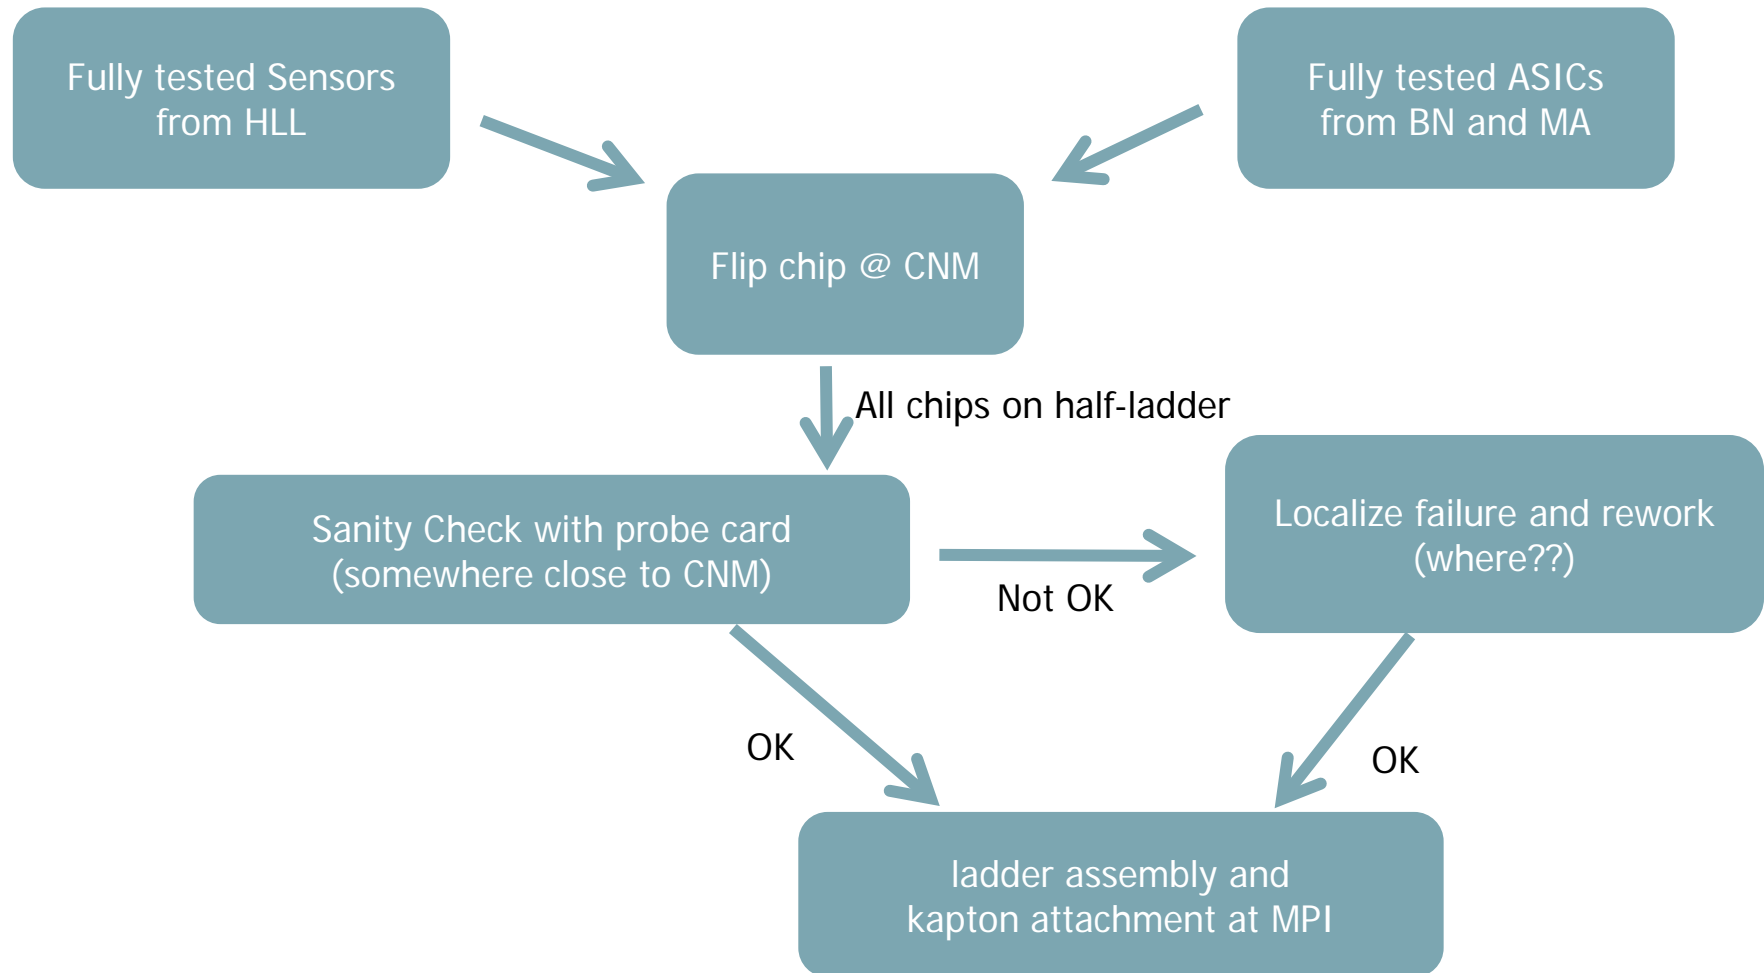 Fully tested Sensors
from HLL
Fully tested ASICs
from BN and MA
Flip chip @ CNM
All chips on half-ladder
Sanity Check with probe card
(somewhere close to CNM)
Not OK
Localize failure and rework
(where??)
OK
OK
ladder assembly and
kapton attachment at MPI